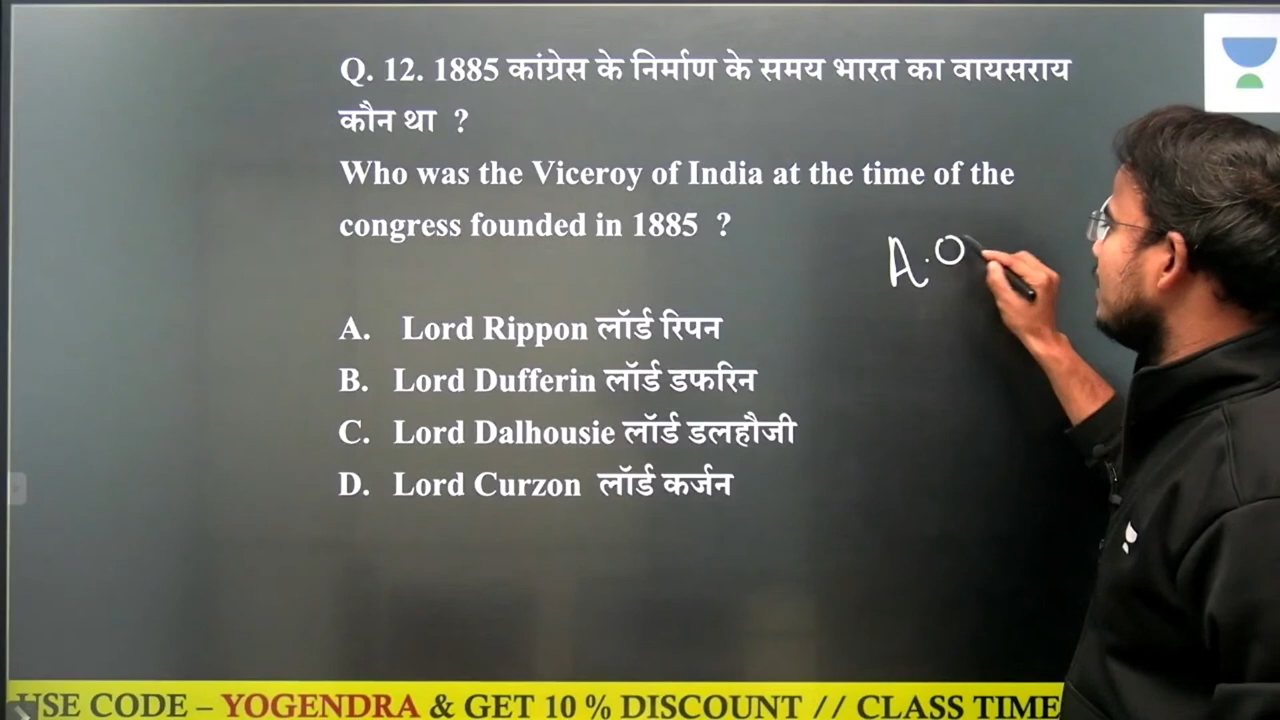 Q. 12. 1885 कांग्रेस के निर्माण के समय भारत का वायसराय
कौन था ?
Who was the Viceroy of India at the time of the
congress founded in 1885 ?
A.O
A. Lord Rippon लॉर्ड रिपन
B. Lord Dufferin लॉर्ड डफरिन
C. Lord Dalhousie लॉर्ड डलहौजी
D. Lord Curzon लॉर्ड कर्जन
USE CODE – YOGENDRA & GET 10 % DISCOUNT // CLASS TIME